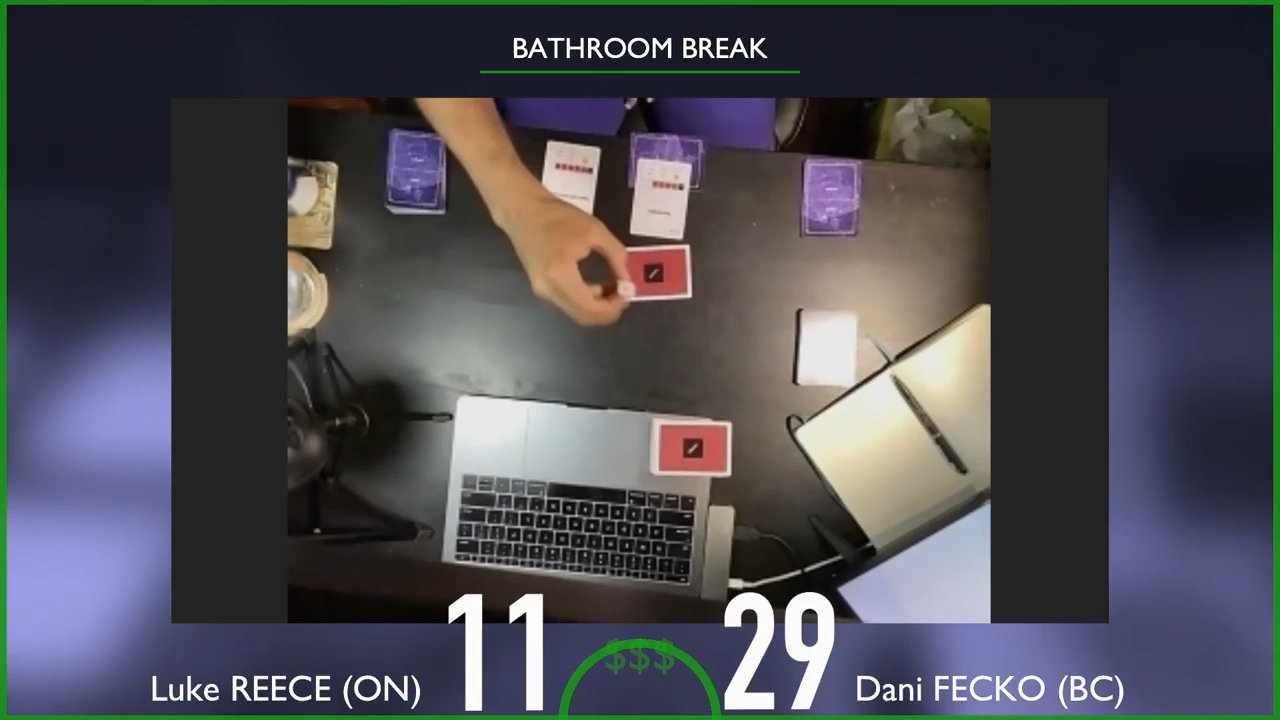 BATHROOM BREAK
11
29
$$$
Luke REECE (ON)
Dani FECKO (BC)